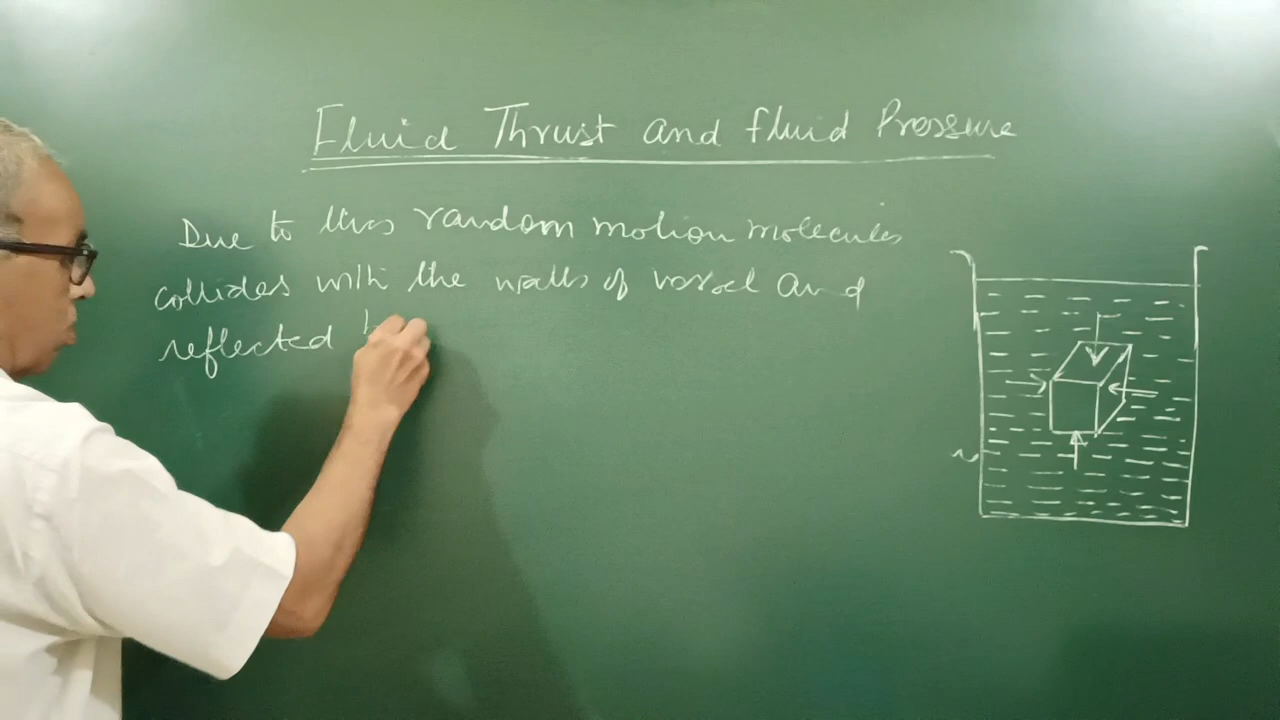 Fluid Thrust and fluid Pressure
Due to this random motion molecules
collides with the walls of vessel and
reflected b